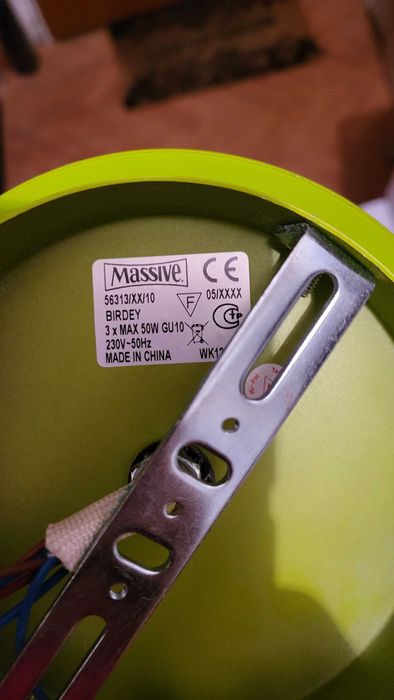 Massive CE
56313/XX/10 F 05/XXXX
BIRDEY
3 x MAX 50W GU10
230V~50Hz
MADE IN CHINA